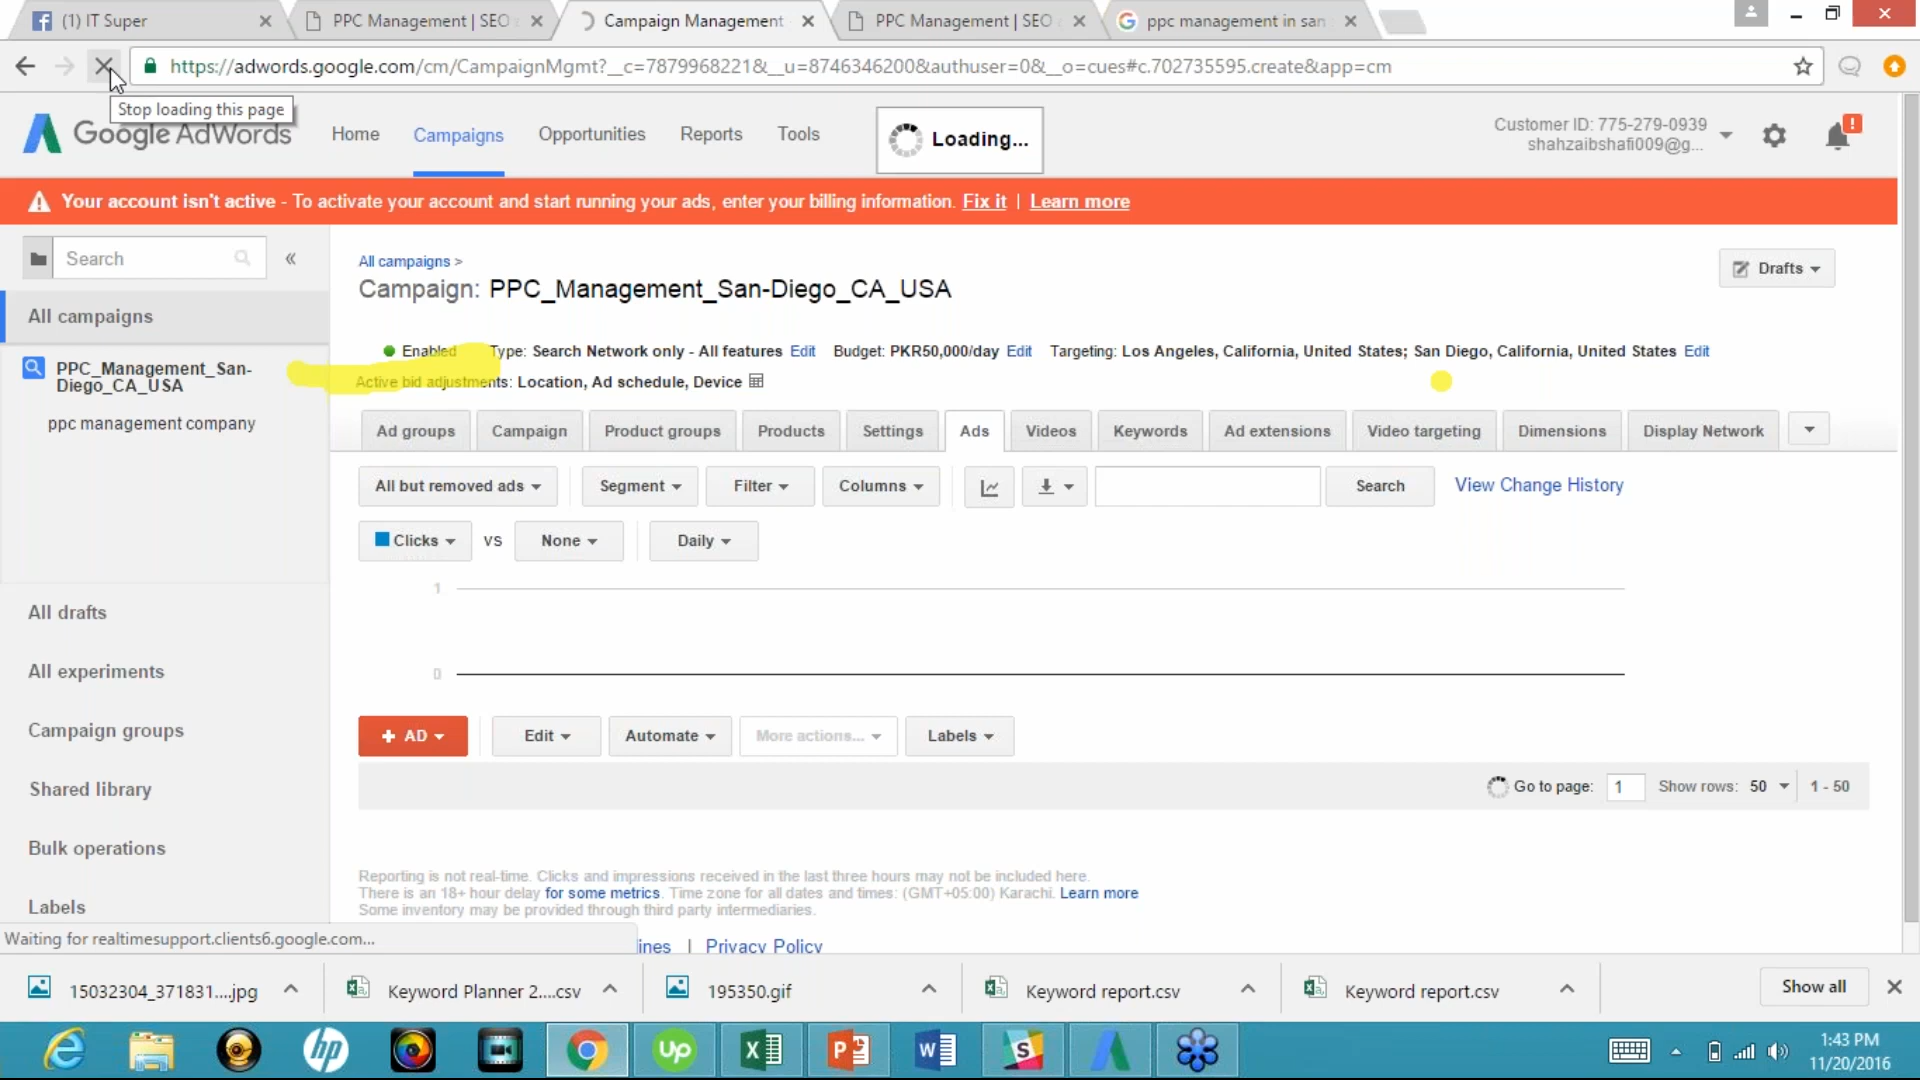 (1) IT Super
PPC Management | SEO
Campaign Management
PPC Management | SEO
ppc management in san
https://adwords.google.com/cm/CampaignMgmt?__c=7879968221&__u=8746346200&authuser=0&__o=cues#c.702735595.create&app=cm
Stop loading this page
Google AdWords
Home
Campaigns
Opportunities
Reports
Tools
Loading...
Customer ID: 775-279-0939
shahzaibshafi009@g...
!
Your account isn't active - To activate your account and start running your ads, enter your billing information. Fix it | Learn more
Search
«
All campaigns >
Drafts
Campaign: PPC_Management_San-Diego_CA_USA
All campaigns
Enabled Type: Search Network only - All features Edit Budget: PKR50,000/day Edit Targeting: Los Angeles, California, United States; San Diego, California, United States Edit
PPC_Management_San-
Diego_CA_USA
Active bid adjustments: Location, Ad schedule, Device
ppc management company
Ad groups
Campaign
Product groups
Products
Settings
Ads
Videos
Keywords
Ad extensions
Video targeting
Dimensions
Display Network
All but removed ads
Segment
Filter
Columns
Search
View Change History
Clicks
VS
None
Daily
1
0
All drafts
All experiments
Campaign groups
Shared library
Bulk operations
Labels
+ AD
Edit
Automate
More actions...
Labels
Go to page: 1 Show rows: 50 1 - 50
Reporting is not real-time. Clicks and impressions received in the last three hours may not be included here.
There is an 18+ hour delay for some metrics. Time zone for all dates and times: (GMT+05:00) Karachi. Learn more
Some inventory may be provided through third party intermediaries.
Waiting for realtimesupport.clients6.google.com...
ines | Privacy Policy
15032304_371831....jpg
Keyword Planner 2....csv
195350.gif
Keyword report.csv
Keyword report.csv
Show all
hp
Up
X
P
W
S
1:43 PM
11/20/2016